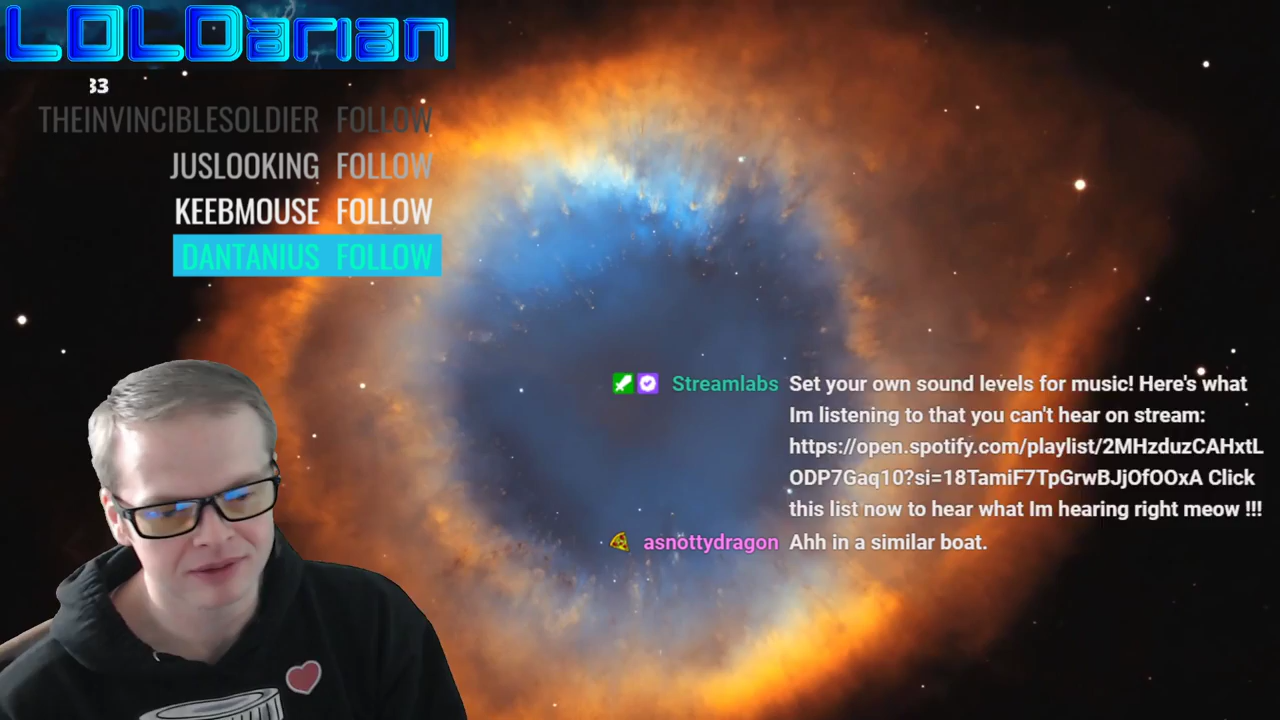 LOLDarian
33
THEINVINCIBLESOLDIER FOLLOW
JUSLOOKING FOLLOW
KEEBMOUSE FOLLOW
DANTANIUS FOLLOW
Streamlabs Set your own sound levels for music! Here's what
Im listening to that you can't hear on stream:
https://open.spotify.com/playlist/2MHzduzCAHxtL
ODP7Gaq10?si=18TamiF7TpGrwBJjOfOOxA Click
this list now to hear what Im hearing right meow !!!
asnottydragon Ahh in a similar boat.